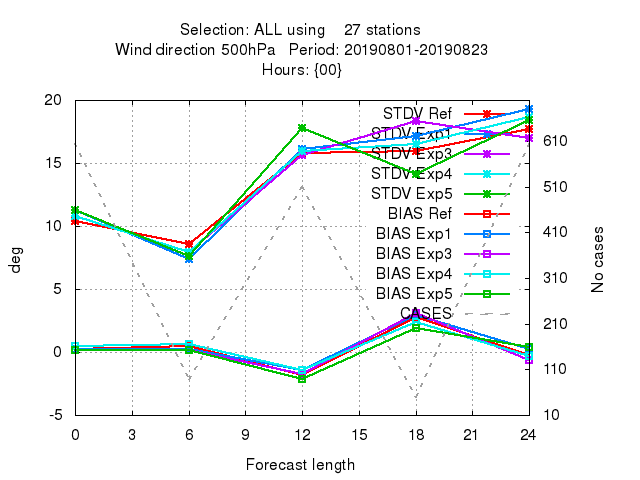 Selection: ALL using    27 stations
Wind direction 500hPa   Period: 20190801-20190823
Hours: {00}
STDV Ref
STDV Exp1
STDV Exp3
STDV Exp4
STDV Exp5
BIAS Ref
BIAS Exp1
BIAS Exp3
BIAS Exp4
BIAS Exp5
CASES
20
15
10
5
0
-5
deg
610
510
410
310
210
110
10
No cases
0 3 6 9 12 15 18 21 24
Forecast length